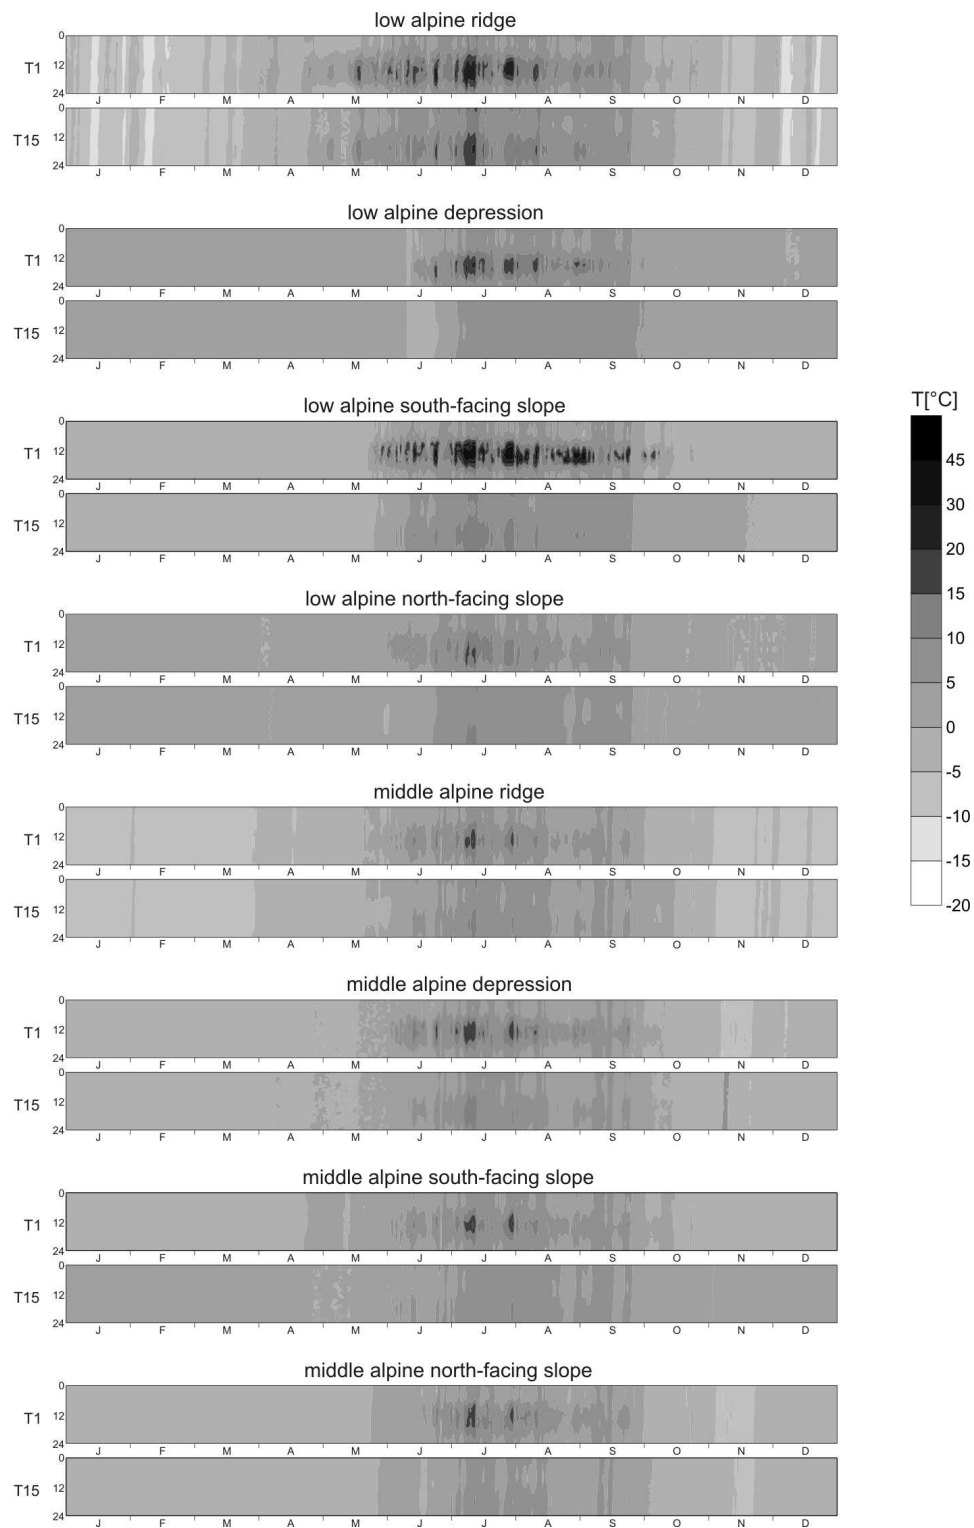 low alpine ridge
0
T1 12
24
J F M A M J J A S O N D
0
T15 12
24
J F M A M J J A S O N D
low alpine depression
0
T1 12
24
J F M A M J J A S O N D
0
T15 12
24
J F M A M J J A S O N D
low alpine south-facing slope
0
T1 12
24
J F M A M J J A S O N D
0
T15 12
24
J F M A M J J A S O N D
low alpine north-facing slope
0
T1 12
24
J F M A M J J A S O N D
0
T15 12
24
J F M A M J J A S O N D
middle alpine ridge
0
T1 12
24
J F M A M J J A S O N D
0
T15 12
24
J F M A M J J A S O N D
middle alpine depression
0
T1 12
24
J F M A M J J A S O N D
0
T15 12
24
J F M A M J J A S O N D
middle alpine south-facing slope
0
T1 12
24
J F M A M J J A S O N D
0
T15 12
24
J F M A M J J A S O N D
middle alpine north-facing slope
0
T1 12
24
J F M A M J J A S O N D
0
T15 12
24
J F M A M J J A S O N D
T[°C]
45
30
20
15
10
5
0
-5
-10
-15
-20